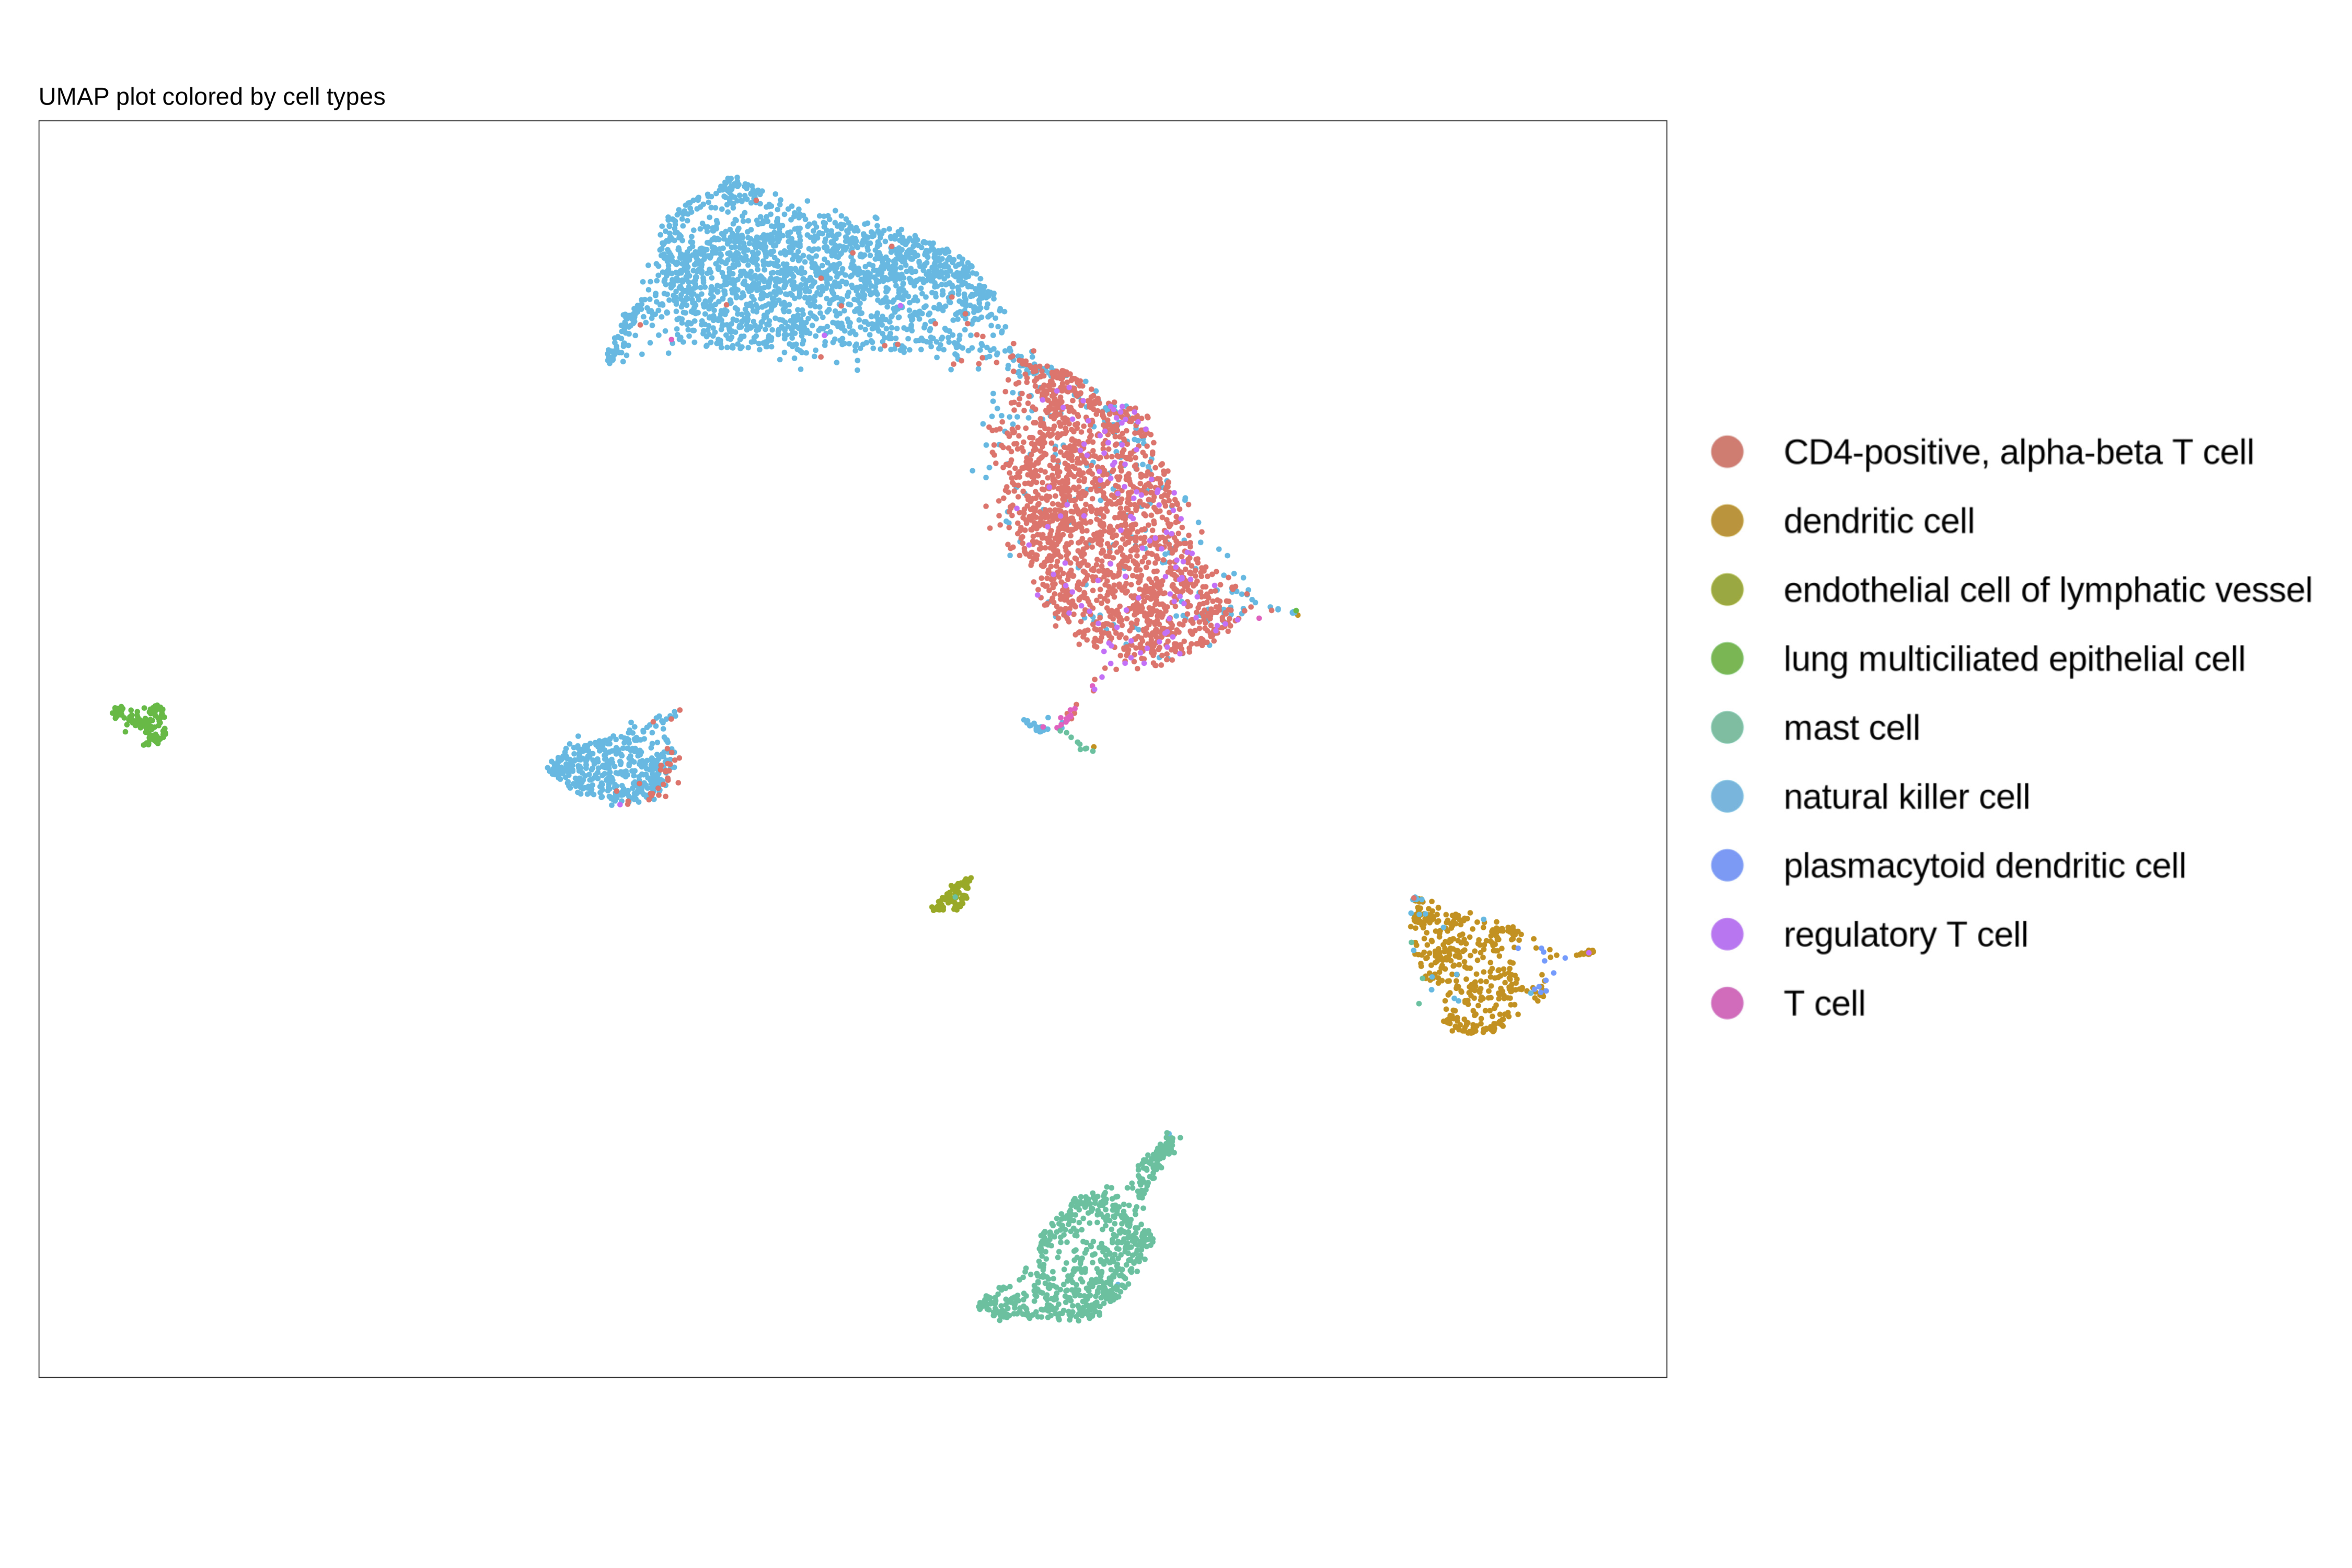 UMAP plot colored by cell types
CD4-positive, alpha-beta T cell
dendritic cell
endothelial cell of lymphatic vessel
lung multiciliated epithelial cell
mast cell
natural killer cell
plasmacytoid dendritic cell
regulatory T cell
T cell